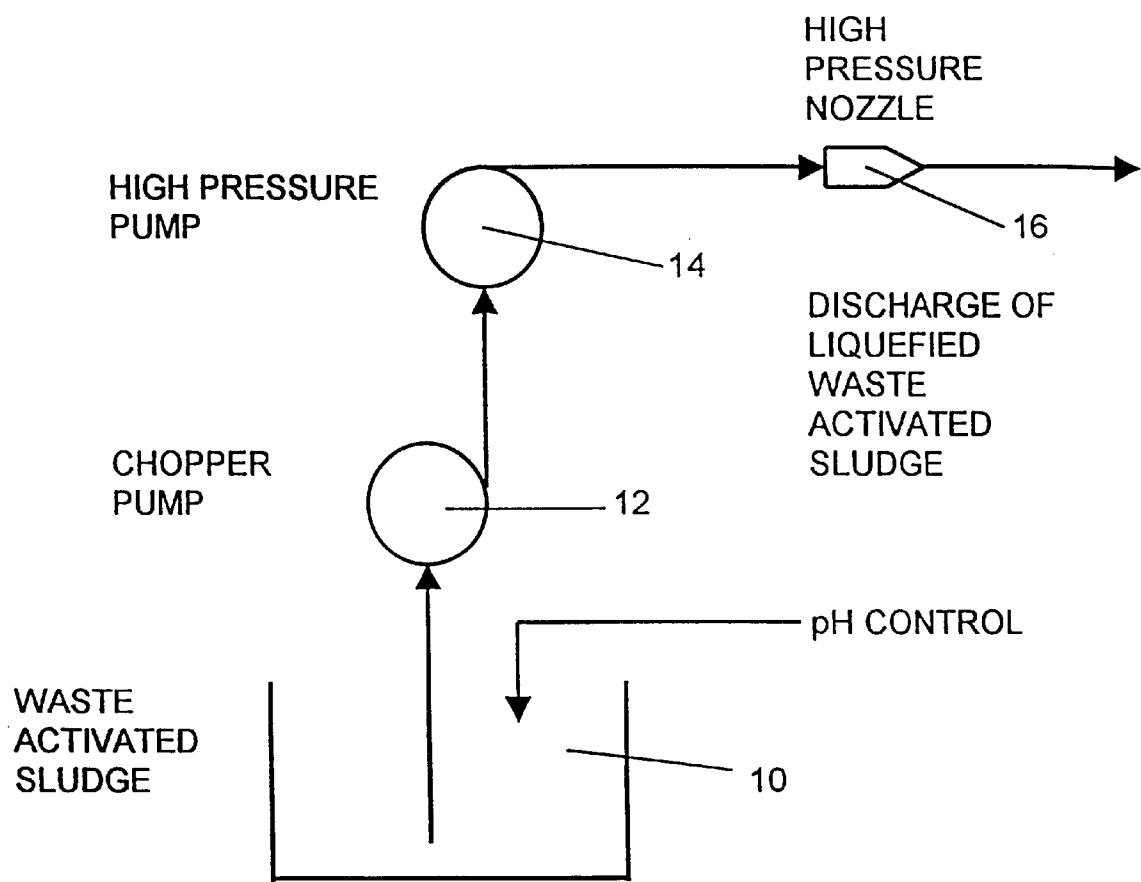 HIGH
PRESSURE
NOZZLE
HIGH PRESSURE
PUMP
16
14
DISCHARGE OF
LIQUEFIED
WASTE
ACTIVATED
SLUDGE
CHOPPER
PUMP
12
pH CONTROL
WASTE
ACTIVATED
SLUDGE
10